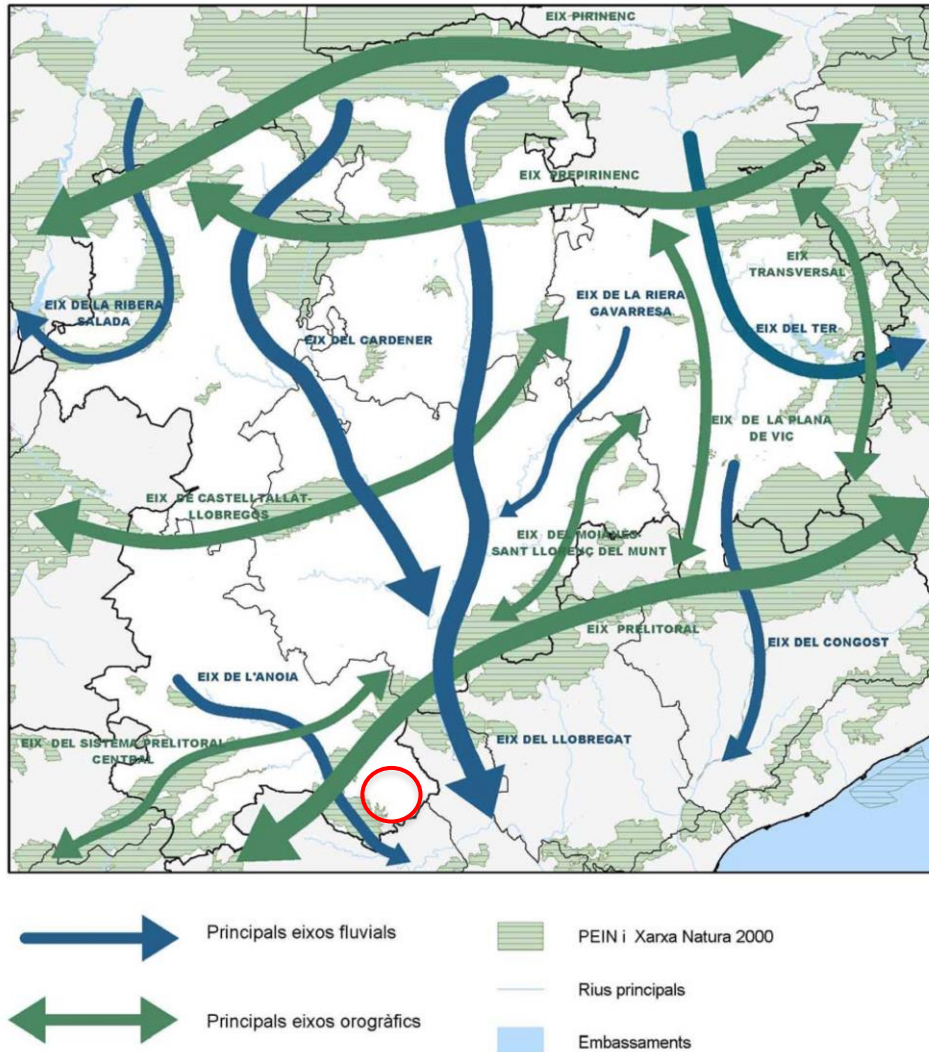 EIX PIRINENC
EIX PREPIRINENC
EIX
TRANSVERSAL
EIX DE LA RIBERA
SALADA
EIX DE LA RIERA
GAVARRESA
EIX DEL TER
EIX DEL CARDENER
EIX DE LA PLANA
DE VIC
EIX DE CASTELLTALLAT-
LLOBREGOS
EIX DEL MOIANÈS-
SANT LLORENÇ DEL MUNT
EIX PRELITORAL
EIX DEL CONGOST
EIX DE L'ANOIA
EIX DEL SISTEMA PRELITORAL
CENTRAL
EIX DEL LLOBREGAT
Principals eixos fluvials
PEIN i Xarxa Natura 2000
Rius principals
Principals eixos orogràfics
Embassaments